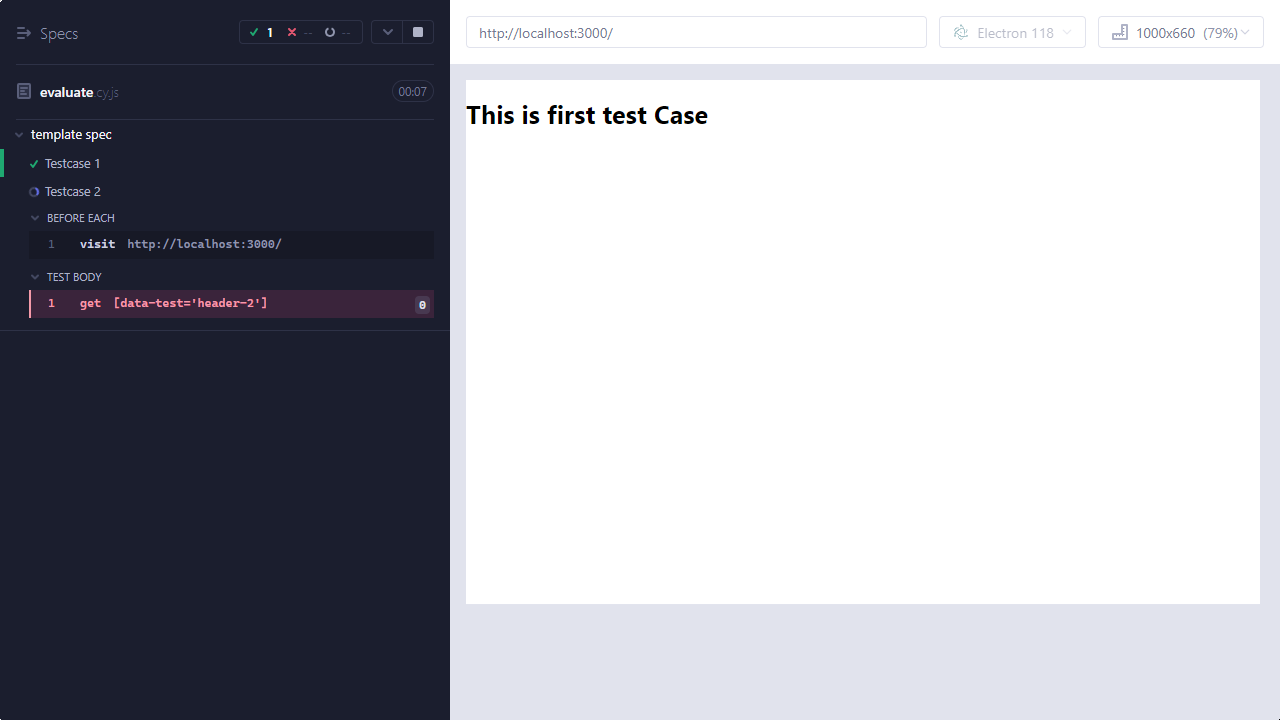 Specs
1 -- --
evaluate.cy.js
00:07
template spec
Testcase 1
Testcase 2
BEFORE EACH
1 visit http://localhost:3000/
TEST BODY
1 get [data-test='header-2'] 0
http://localhost:3000/
Electron 118
1000x660 (79%)
This is first test Case